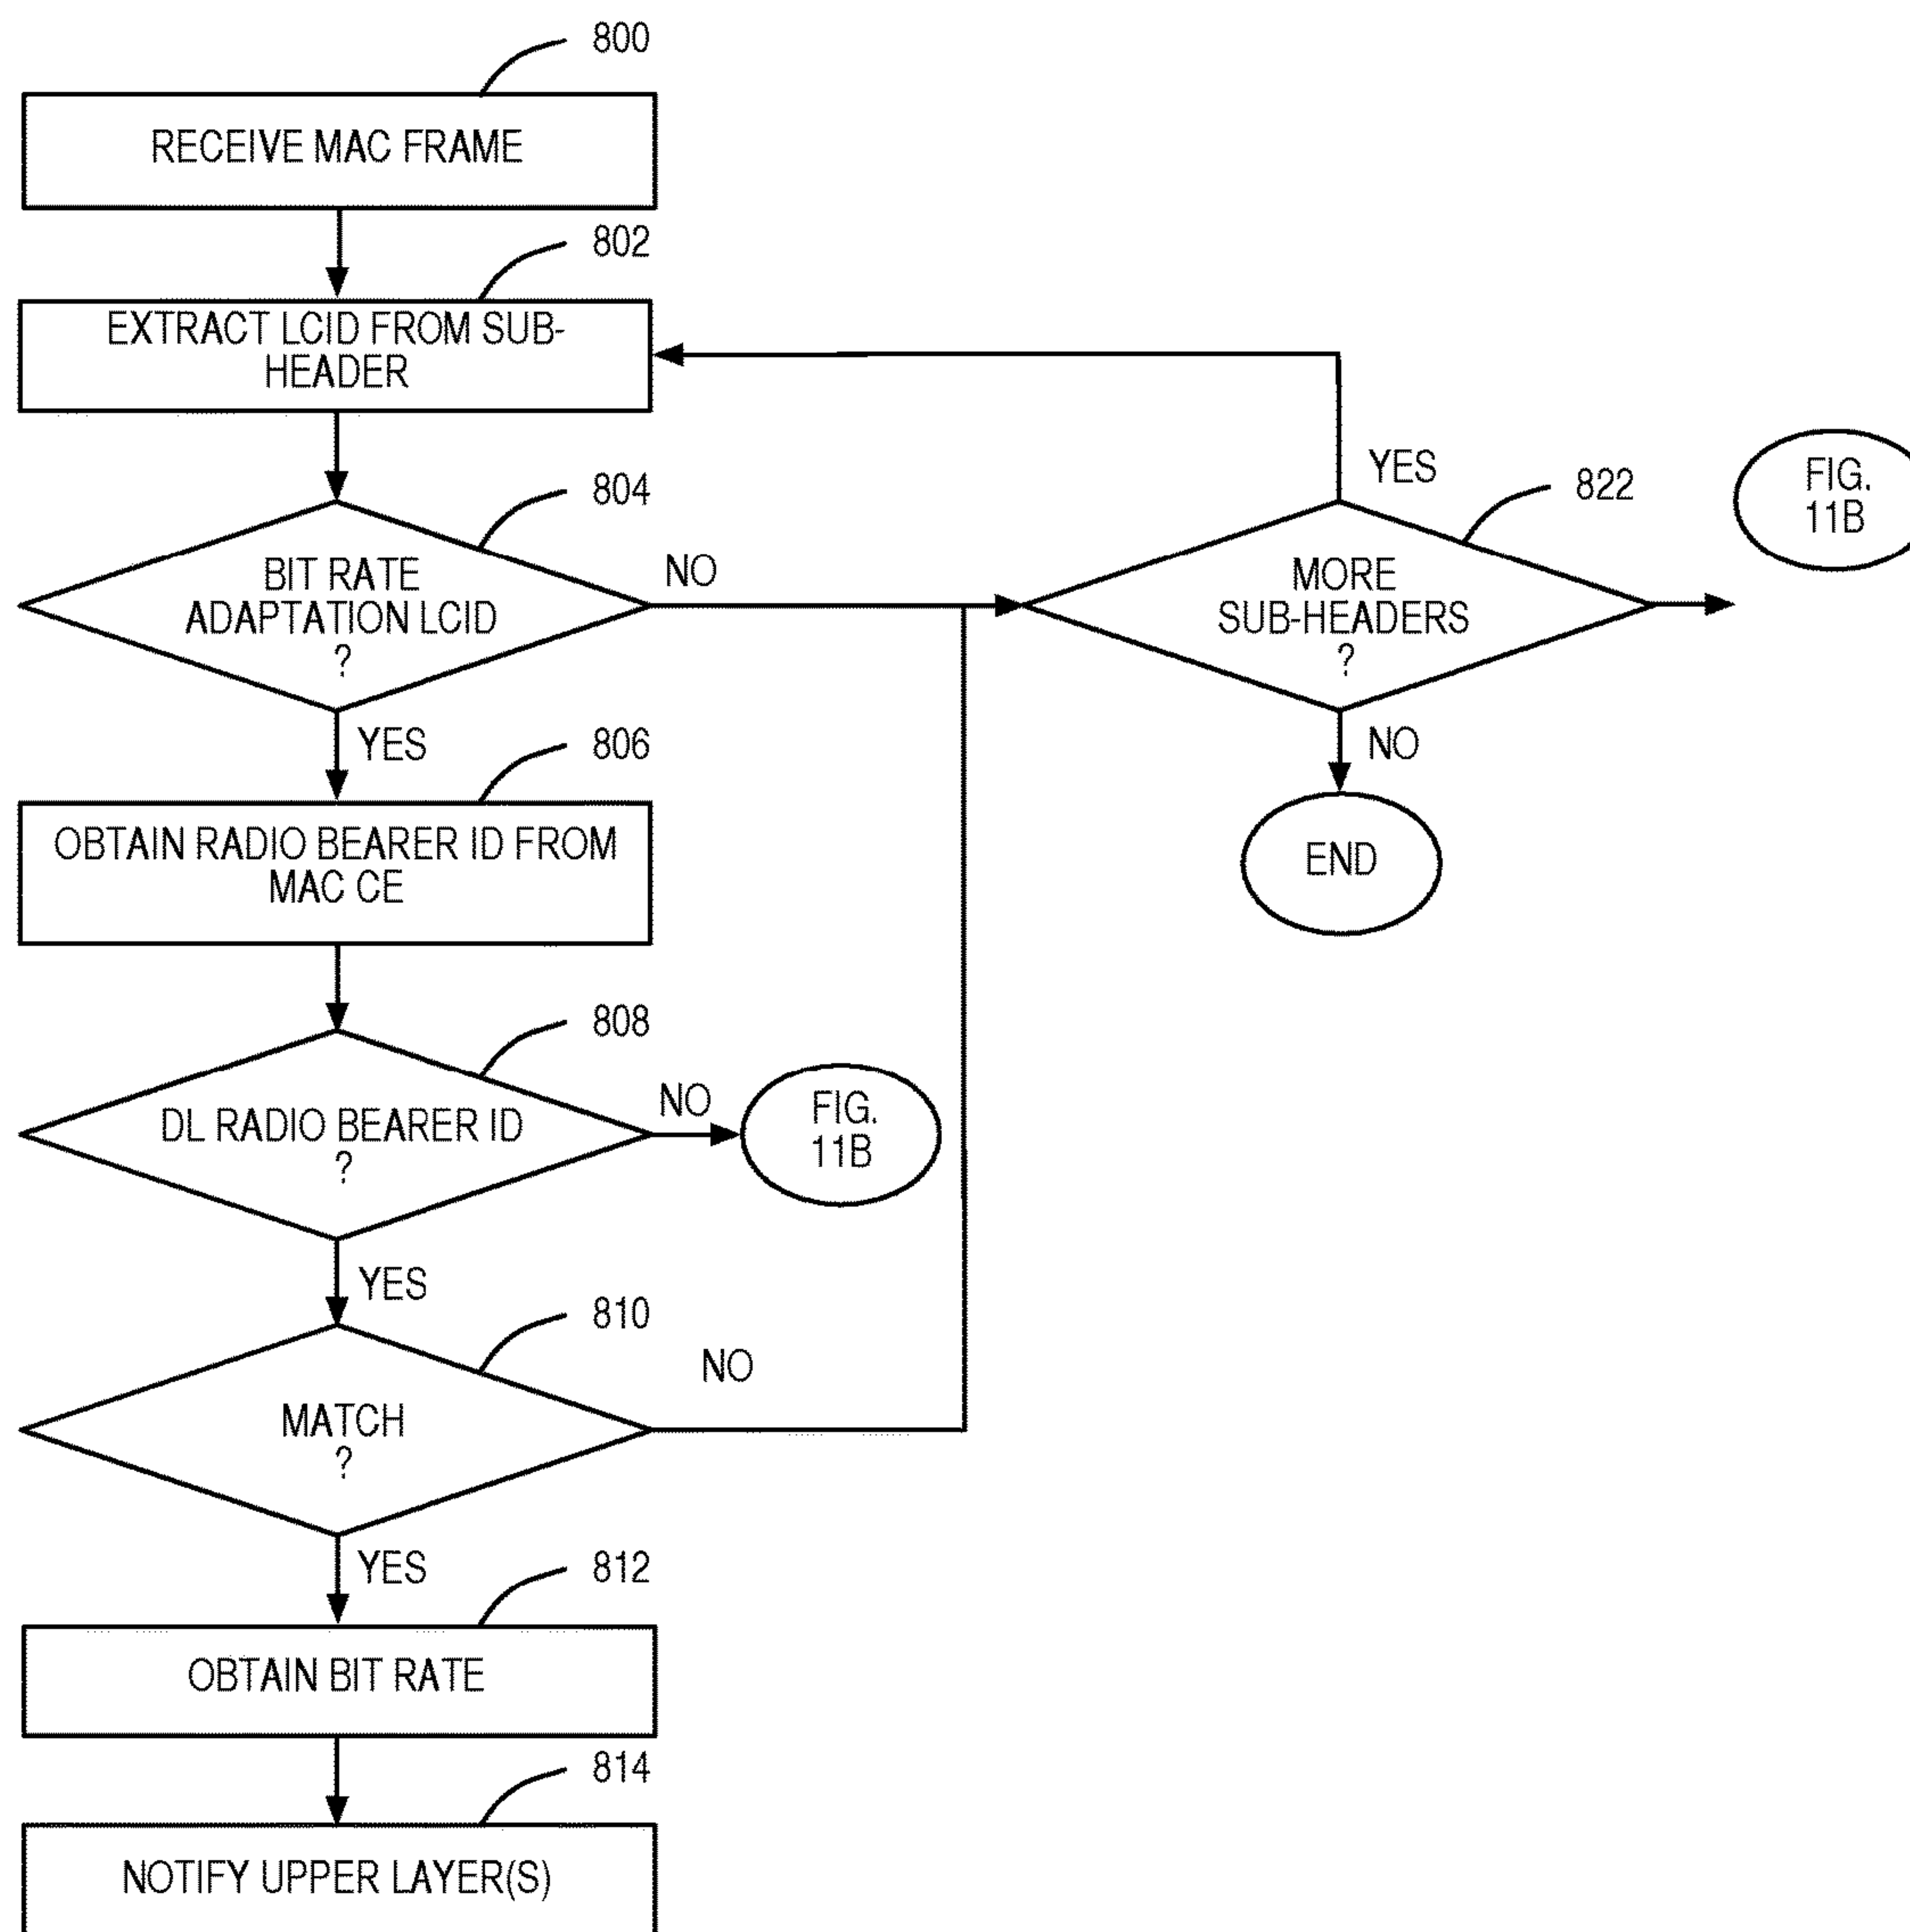 800
RECEIVE MAC FRAME
802
EXTRACT LCID FROM SUB-
HEADER
804
BIT RATE
ADAPTATION LCID
?
NO
YES
822
MORE
SUB-HEADERS
?
FIG.
11B
YES
806
NO
OBTAIN RADIO BEARER ID FROM
MAC CE
END
808
DL RADIO BEARER ID
?
NO
FIG.
11B
YES
810
MATCH
?
NO
YES
812
OBTAIN BIT RATE
814
NOTIFY UPPER LAYER(S)